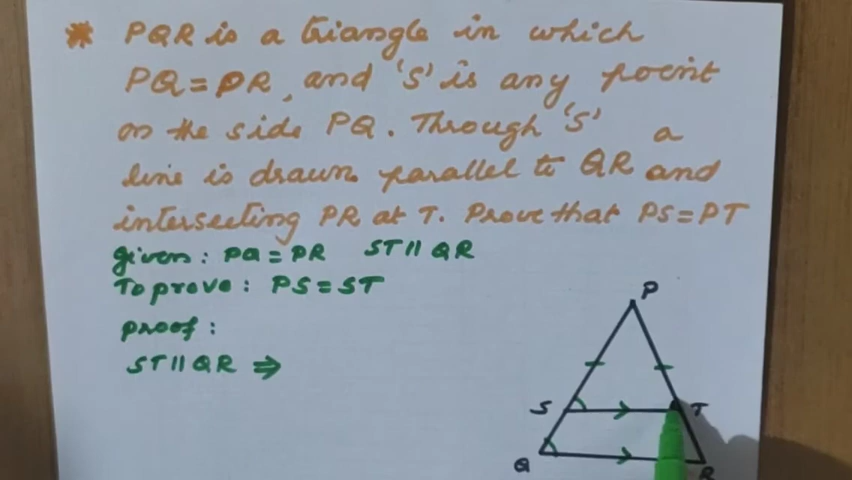 * PQR is a triangle in which
PQ = PR, and 'S' is any point
on the side PQ. Through 'S' a
line is drawn parallel to QR and
intersecting PR at T. Prove that PS = PT
Given: PQ = PR ST || QR
To prove: PS = ST
Proof:
ST || QR ⇒
P
S T
Q R